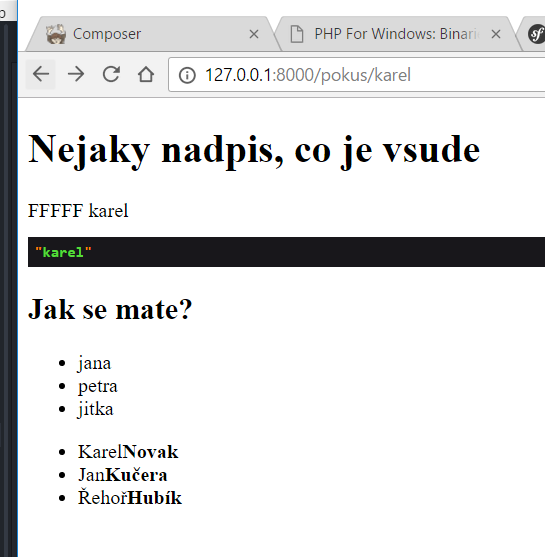 Composer
PHP For Windows: Binari
127.0.0.1:8000/pokus/karel
Nejaky nadpis, co je vsude
FFFFF karel
"karel"
Jak se mate?
jana
petra
jitka
KarelNovak
JanKučera
ŘehořHubík